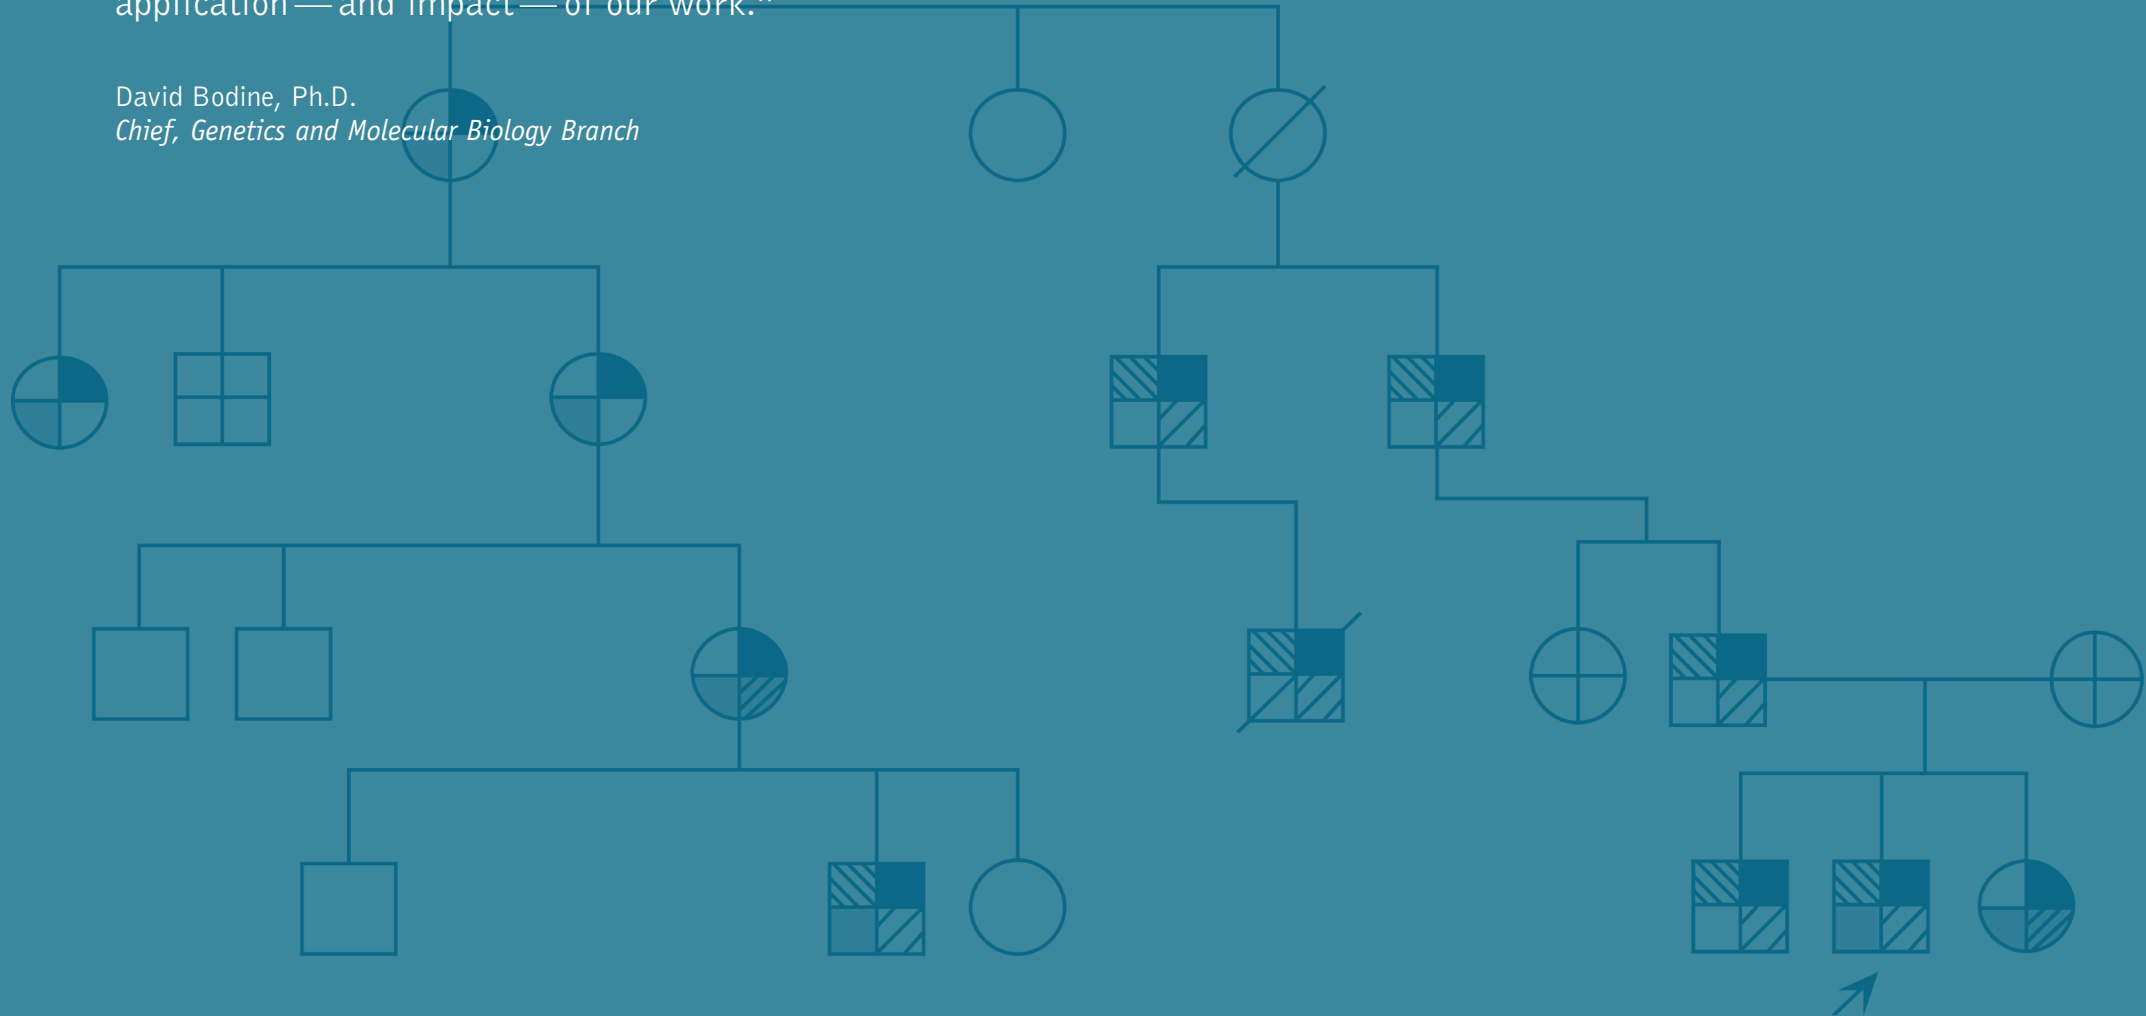 application — and impact — of our work.”
David Bodine, Ph.D.
Chief, Genetics and Molecular Biology Branch